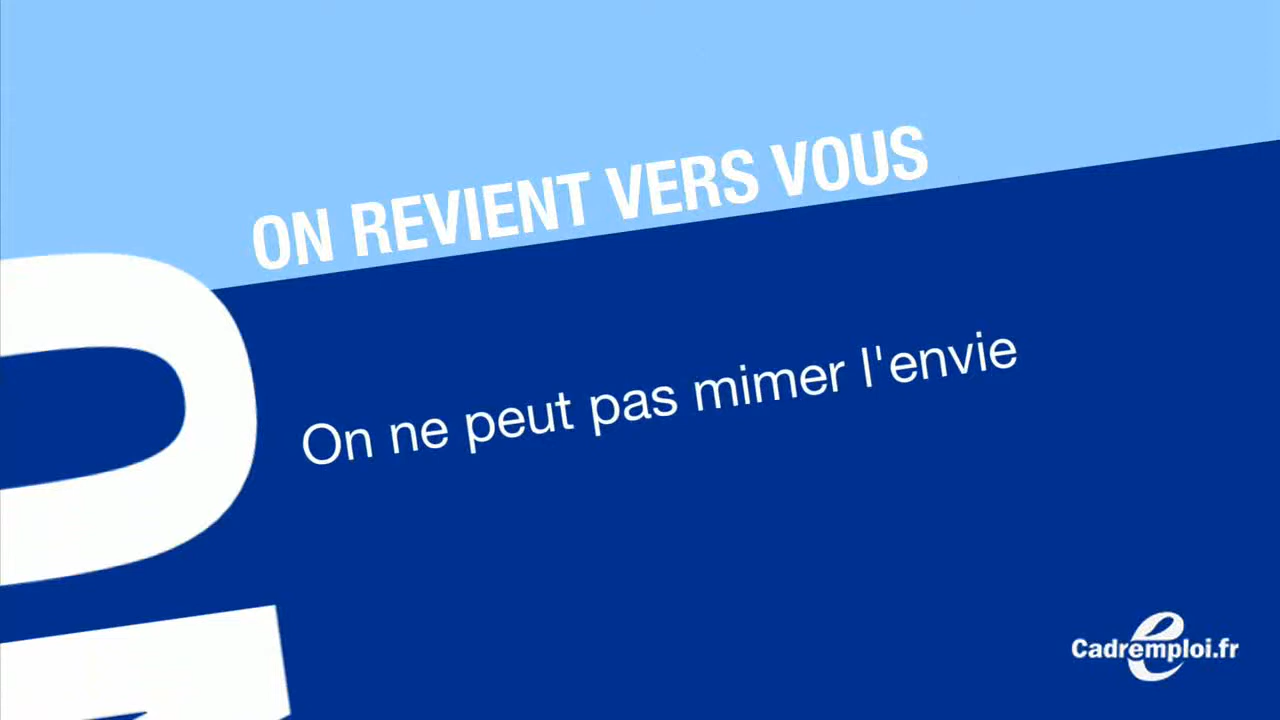 ON REVIENT VERS VOUS
On ne peut pas mimer l'envie
Cadremploi.fr